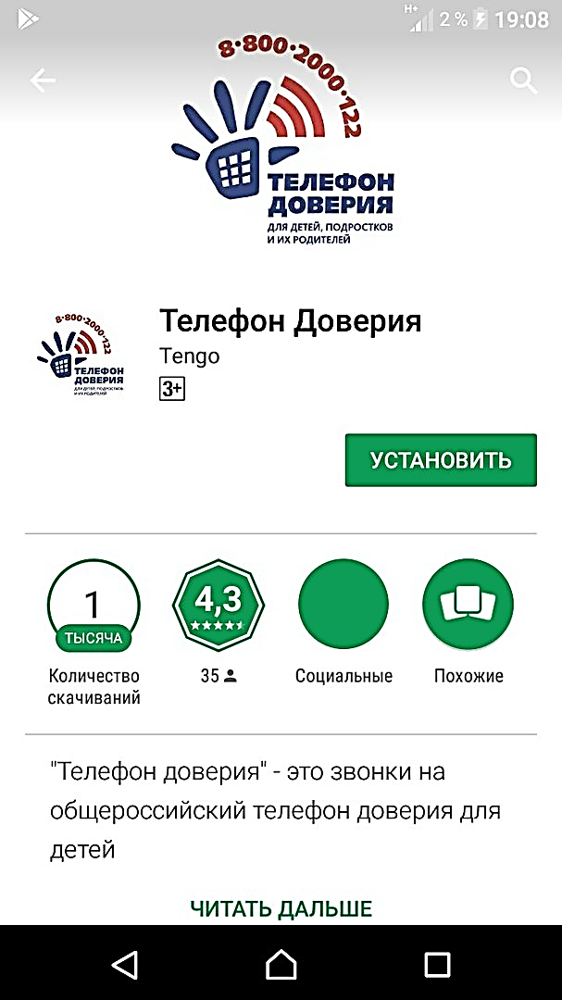 H+ 2 % 19:08
8-800-2000-122
ТЕЛЕФОН
ДОВЕРИЯ
ДЛЯ ДЕТЕЙ, ПОДРОСТКОВ
И ИХ РОДИТЕЛЕЙ
8-800-2000-122
ТЕЛЕФОН
ДОВЕРИЯ
ДЛЯ ДЕТЕЙ, ПОДРОСТКОВ
И ИХ РОДИТЕЛЕЙ
Телефон Доверия
Tengo
3+
УСТАНОВИТЬ
1
ТЫСЯЧА
4,3
Количество
скачиваний
35
Социальные
Похожие
"Телефон доверия" - это звонки на
общероссийский телефон доверия для
детей
ЧИТАТЬ ДАЛЬШЕ